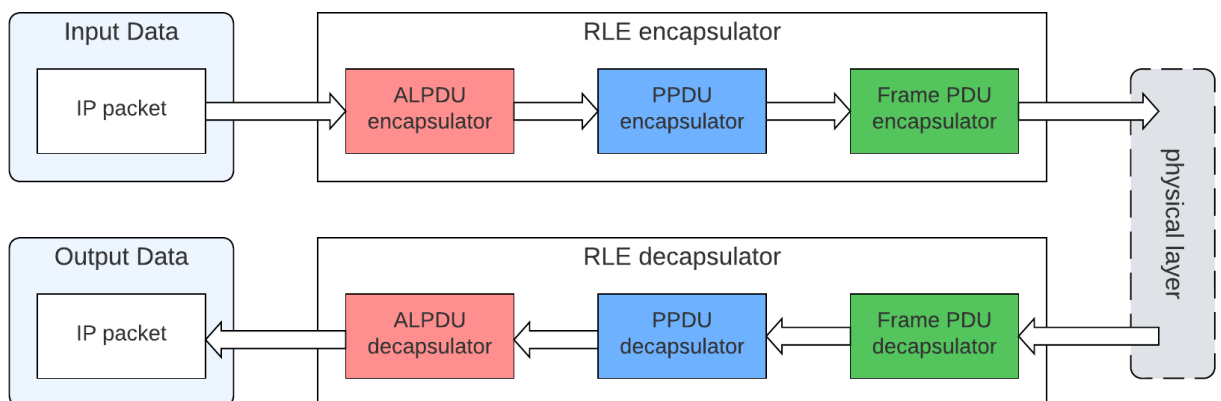 Input Data
IP packet
RLE encapsulator
ALPDU
encapsulator
PPDU
encapsulator
Frame PDU
encapsulator
physical layer
Output Data
IP packet
RLE decapsulator
ALPDU
decapsulator
PPDU
decapsulator
Frame PDU
decapsulator